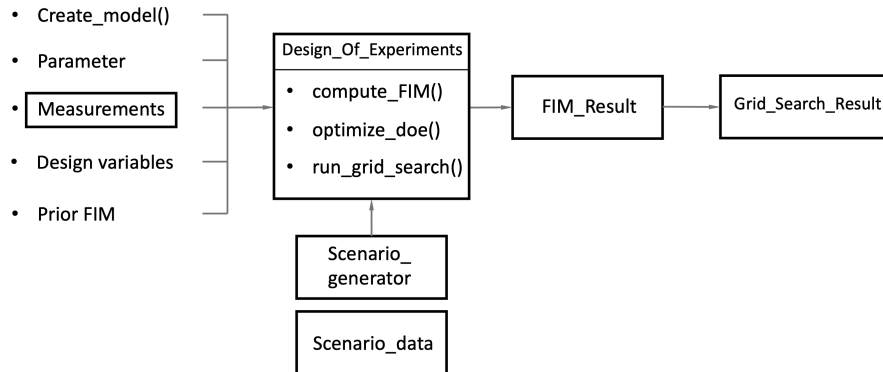 • Create_model()
• Parameter
• Measurements
• Design variables
• Prior FIM
Design_Of_Experiments
• compute_FIM()
• optimize_doe()
• run_grid_search()
FIM_Result
Grid_Search_Result
Scenario_
generator
Scenario_data